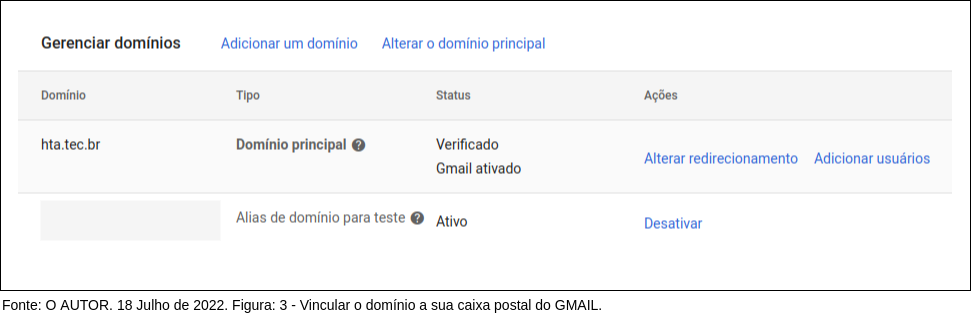 Gerenciar domínios Adicionar um domínio Alterar o domínio principal
Domínio Tipo Status Ações
hta.tec.br Domínio principal ? Verificado
Gmail ativado
Alterar redirecionamento Adicionar usuários
Alias de domínio para teste ? Ativo Desativar
Fonte: O AUTOR. 18 Julho de 2022. Figura: 3 - Vincular o domínio a sua caixa postal do GMAIL.